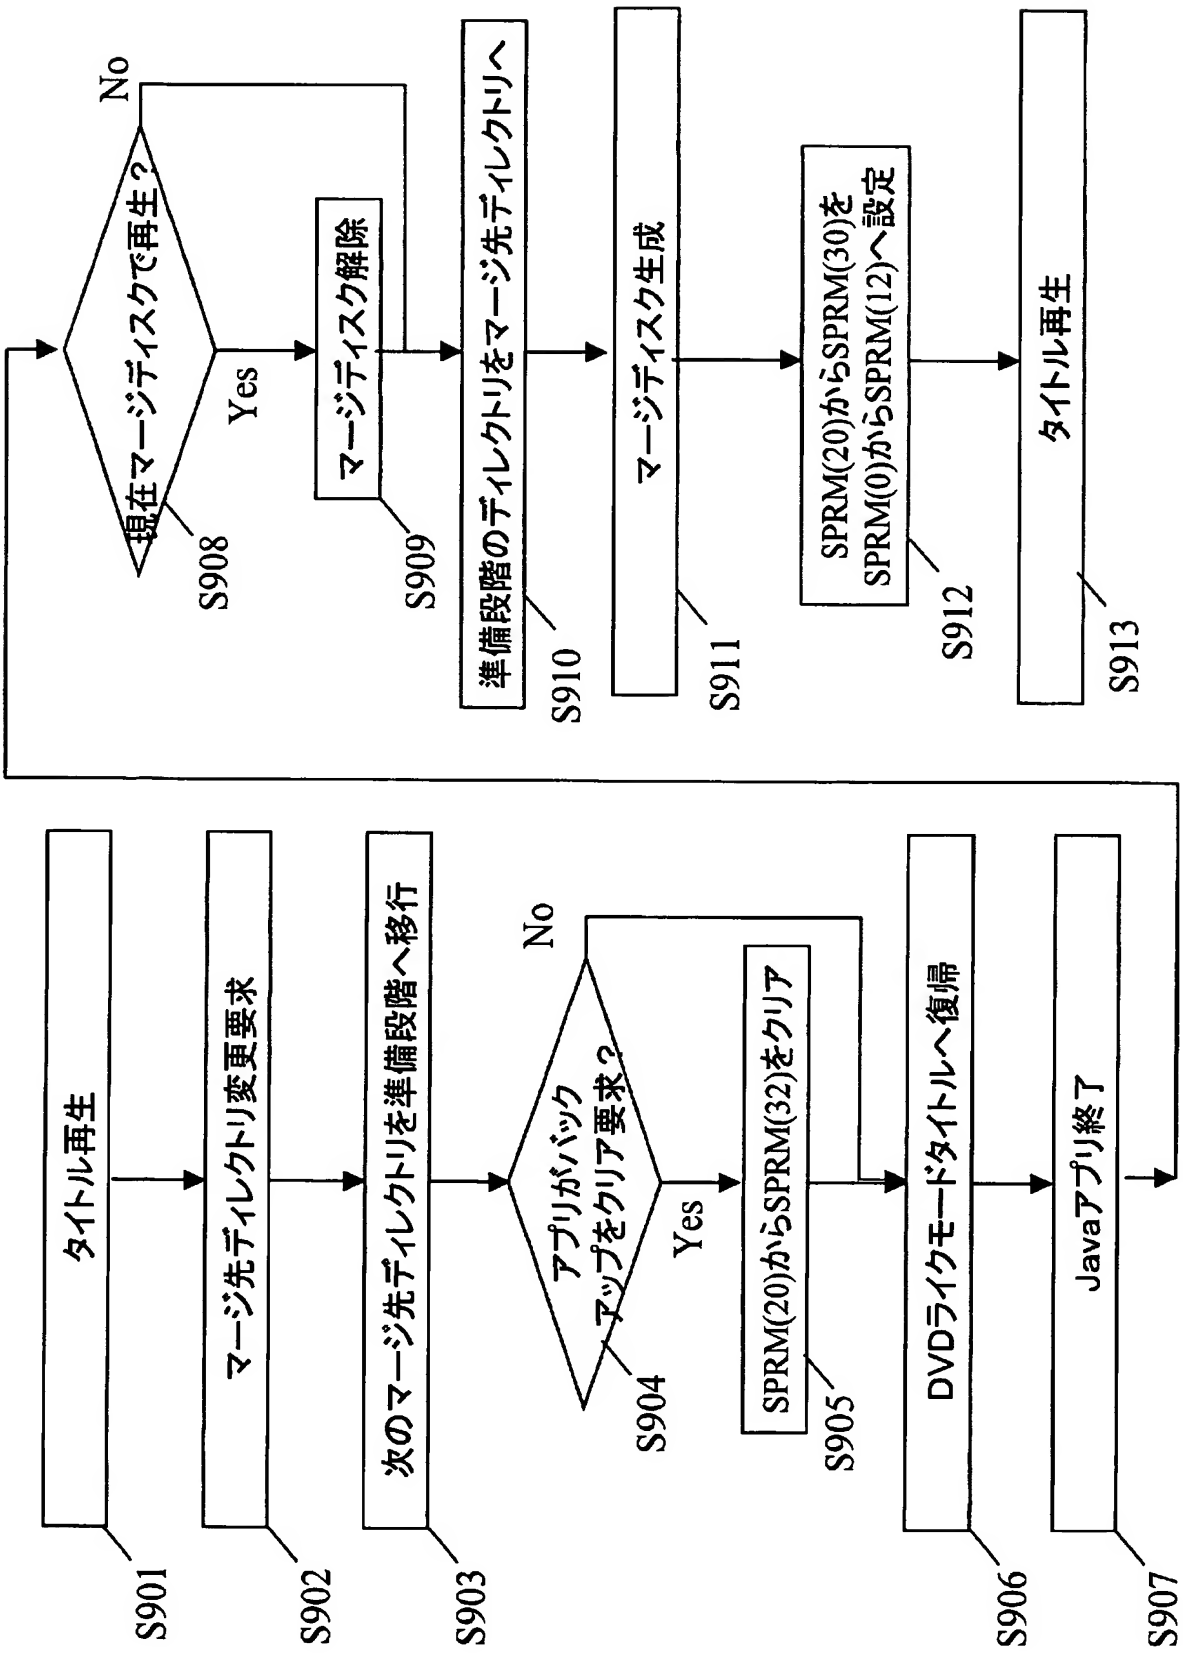 タイトル再生
S901
マージ先ディレクトリ変更要求
S902
次のマージ先ディレクトリを準備段階へ移行
S903
アプリがバック
アップをクリア要求？
S904
No
Yes
SPRM(20)からSPRM(32)をクリア
S905
DVDライクモードタイトルへ復帰
S906
Javaアプリ終了
S907
現在マージディスクで再生？
S908
No
Yes
マージディスク解除
S909
準備段階のディレクトリをマージ先ディレクトリへ
S910
マージディスク生成
S911
SPRM(20)からSPRM(30)を
SPRM(0)からSPRM(12)へ設定
S912
タイトル再生
S913